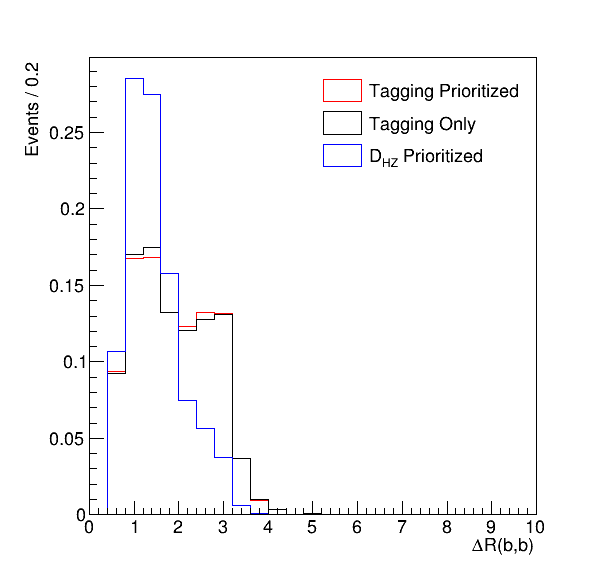 Events / 0.2
Tagging Prioritized
Tagging Only
D_HZ Prioritized
0.25
0.2
0.15
0.1
0.05
0
0 1 2 3 4 5 6 7 8 9 10
ΔR(b,b)